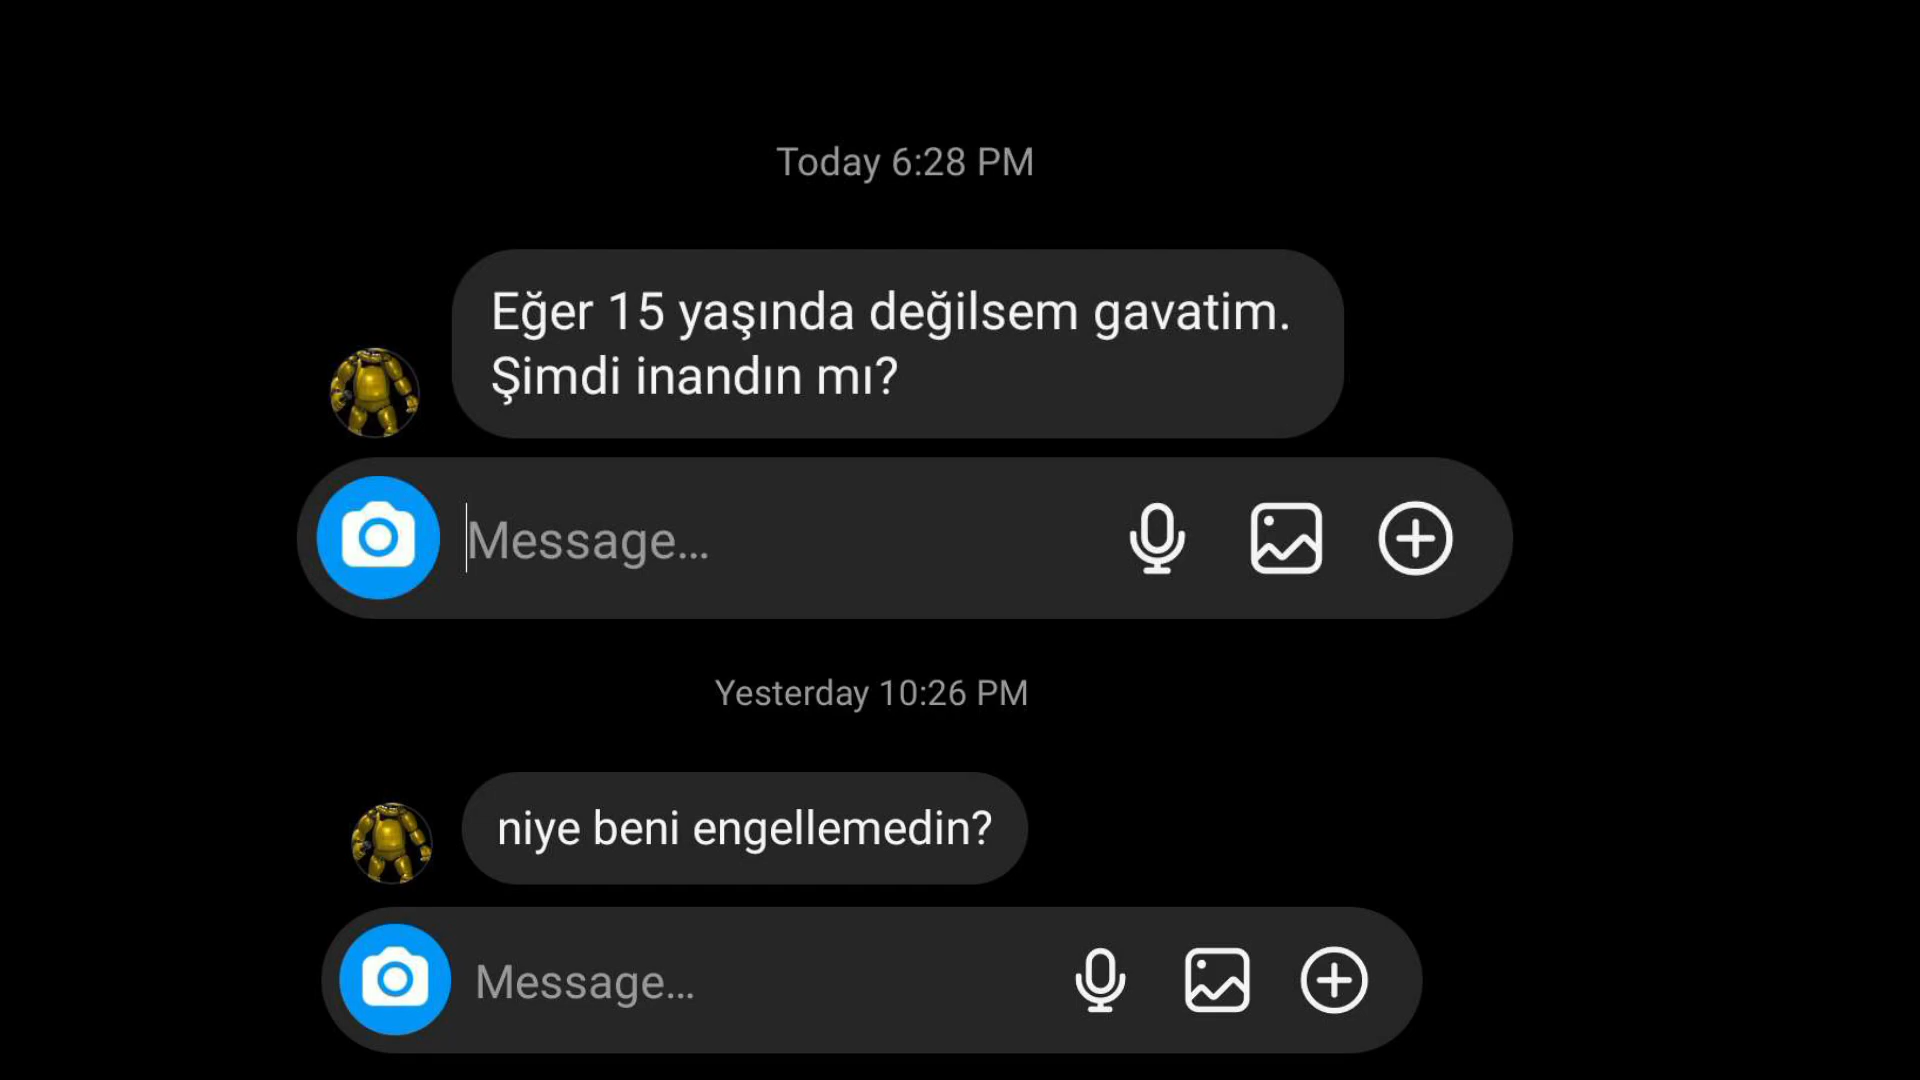 Today 6:28 PM
Eğer 15 yaşında değilsem gavatim.
Şimdi inandın mı?
Message...
Yesterday 10:26 PM
niye beni engellemedin?
Message...